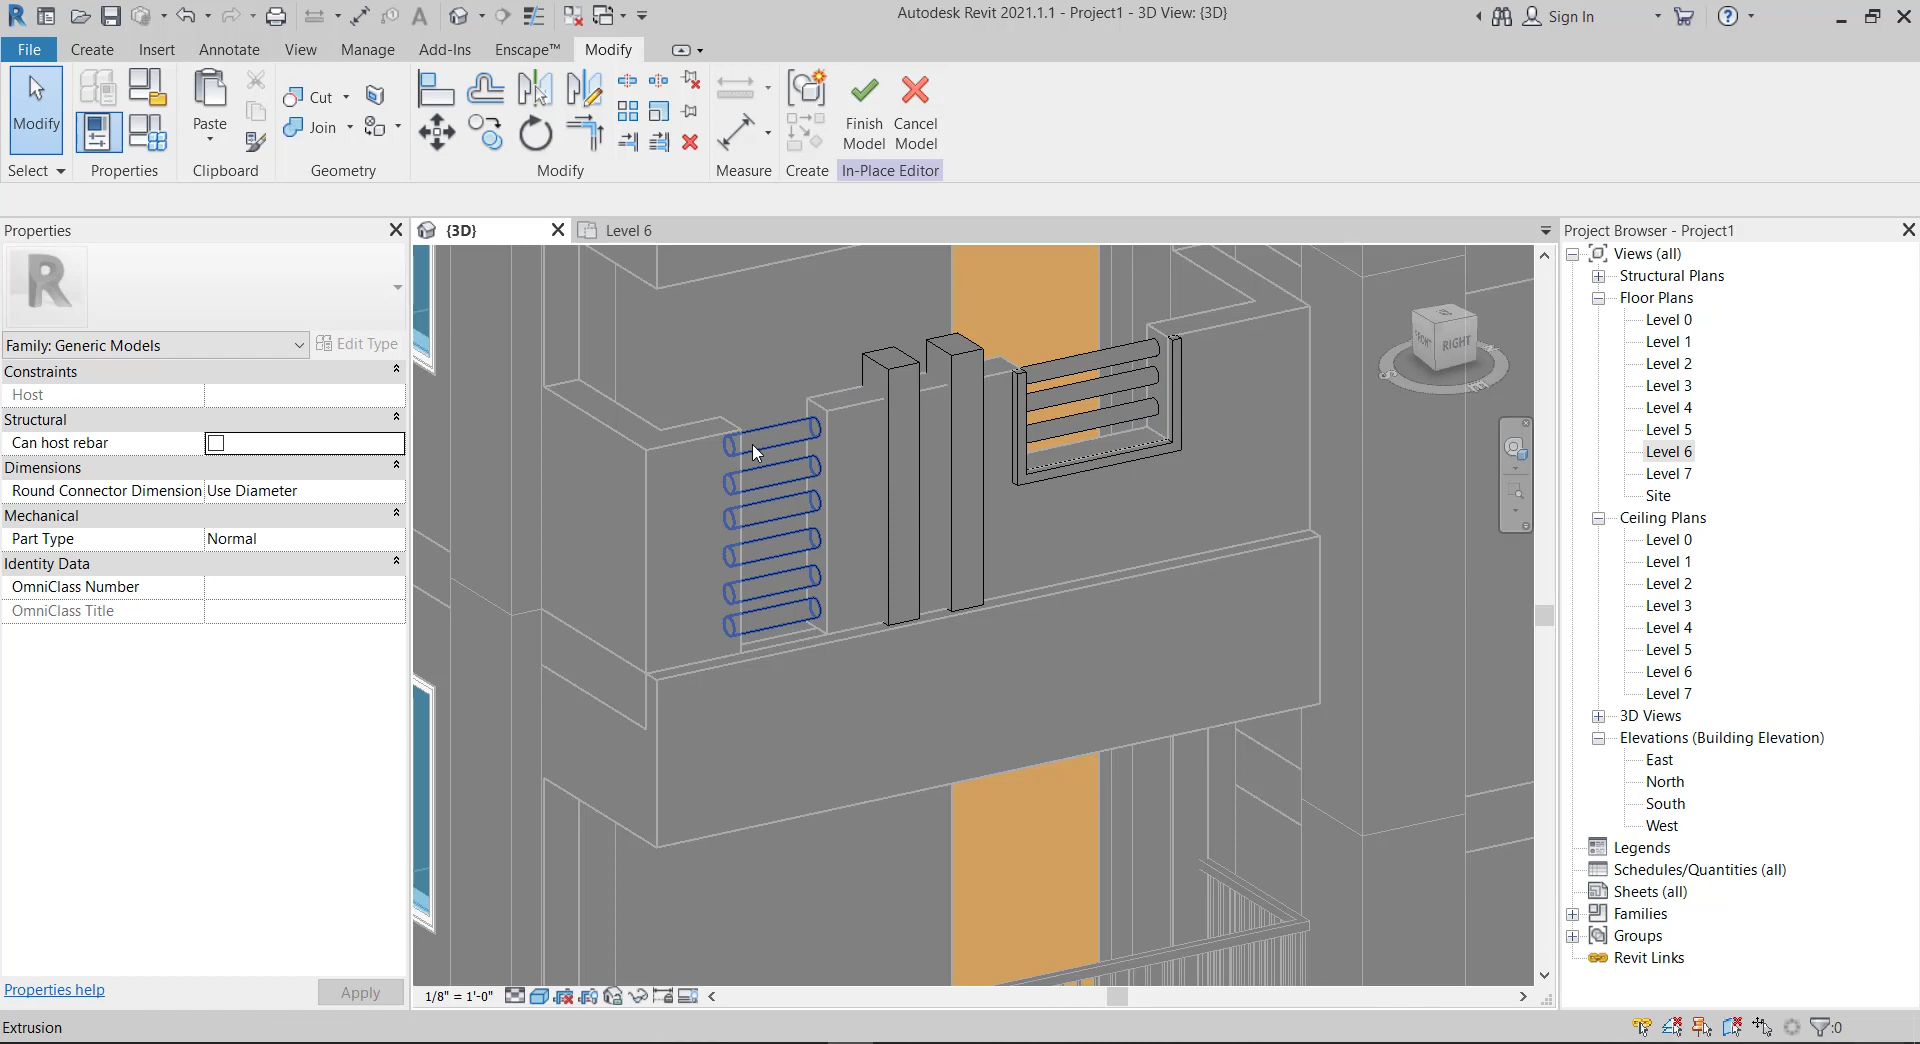 Autodesk Revit 2021.1.1 - Project1 - 3D View: {3D}
Sign In
File
Create
Insert
Annotate
View
Manage
Add-Ins
Enscape™
Modify
Modify
Paste
Cut
Join
Finish
Model
Cancel
Model
Select
Properties
Clipboard
Geometry
Modify
Measure
Create
In-Place Editor
Properties
{3D}
Level 6
Project Browser - Project1
R
Family: Generic Models
Edit Type
Constraints
Host
Structural
Can host rebar
Dimensions
Round Connector Dimension
Use Diameter
Mechanical
Part Type
Normal
Identity Data
OmniClass Number
OmniClass Title
Properties help
Apply
FRONT
RIGHT
Views (all)
Structural Plans
Floor Plans
Level 0
Level 1
Level 2
Level 3
Level 4
Level 5
Level 6
Level 7
Site
Ceiling Plans
Level 0
Level 1
Level 2
Level 3
Level 4
Level 5
Level 6
Level 7
3D Views
Elevations (Building Elevation)
East
North
South
West
Legends
Schedules/Quantities (all)
Sheets (all)
Families
Groups
Revit Links
1/8" = 1'-0"
Extrusion
:0